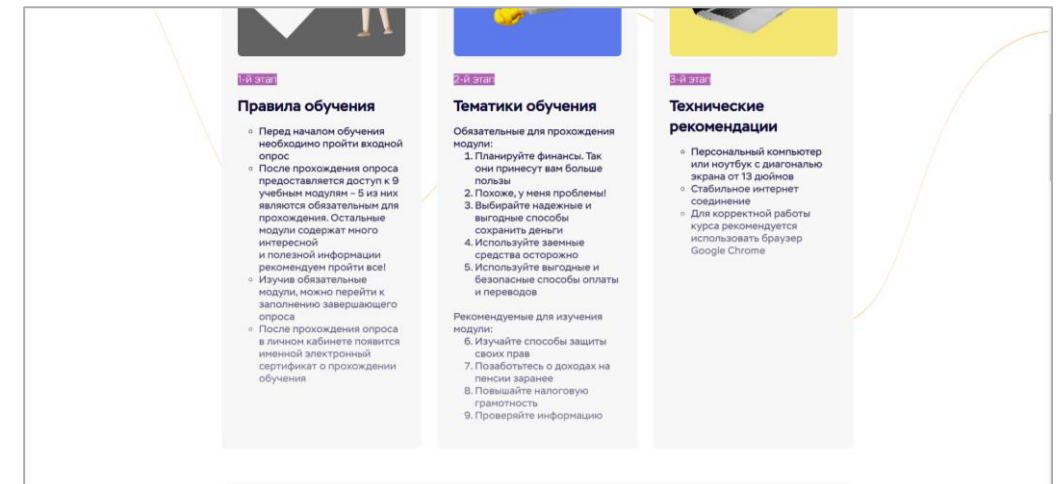 1-й этап
Правила обучения
Перед началом обучения
необходимо пройти входной
опрос
После прохождения опроса
предоставляется доступ к 9
учебным модулям – 5 из них
являются обязательным для
прохождения. Остальные
модули содержат много
интересной
и полезной информации
рекомендуем пройти все!
Изучив обязательные
модули, можно перейти к
заполнению завершающего
опроса
После прохождения опроса
в личном кабинете появится
именной электронный
сертификат о прохождении
обучения
2-й этап
Тематики обучения
Обязательные для прохождения
модули:
1. Планируйте финансы. Так
они принесут вам больше
пользы
2. Похоже, у меня проблемы!
3. Выбирайте надежные и
выгодные способы
сохранить деньги
4. Используйте заемные
средства осторожно
5. Используйте выгодные и
безопасные способы оплаты
и переводов
Рекомендуемые для изучения
модули:
6. Изучайте способы защиты
своих прав
7. Позаботьтесь о доходах на
пенсии заранее
8. Повышайте налоговую
грамотность
9. Проверяйте информацию
3-й этап
Технические
рекомендации
Персональный компьютер
или ноутбук с диагональю
экрана от 13 дюймов
Стабильное интернет
соединение
Для корректной работы
курса рекомендуется
использовать браузер
Google Chrome